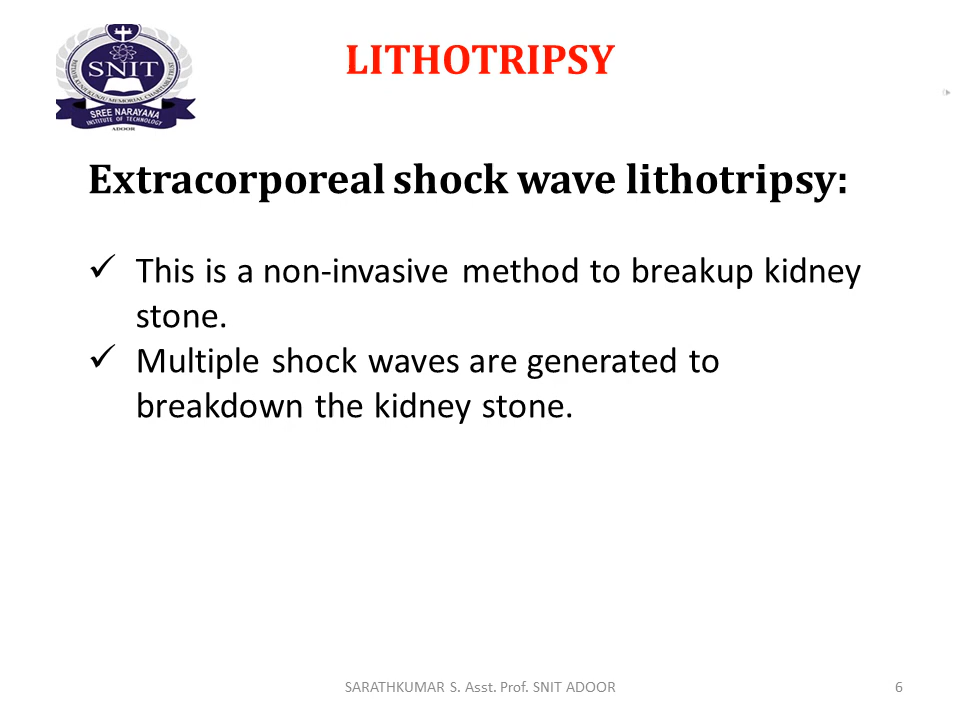 SNIT
SREE NARAYANA
INSTITUTE OF TECHNOLOGY
ADOOR
LITHOTRIPSY
Extracorporeal shock wave lithotripsy:
✓ This is a non-invasive method to breakup kidney
stone.
✓ Multiple shock waves are generated to
breakdown the kidney stone.
SARATHKUMAR S. Asst. Prof. SNIT ADOOR
6